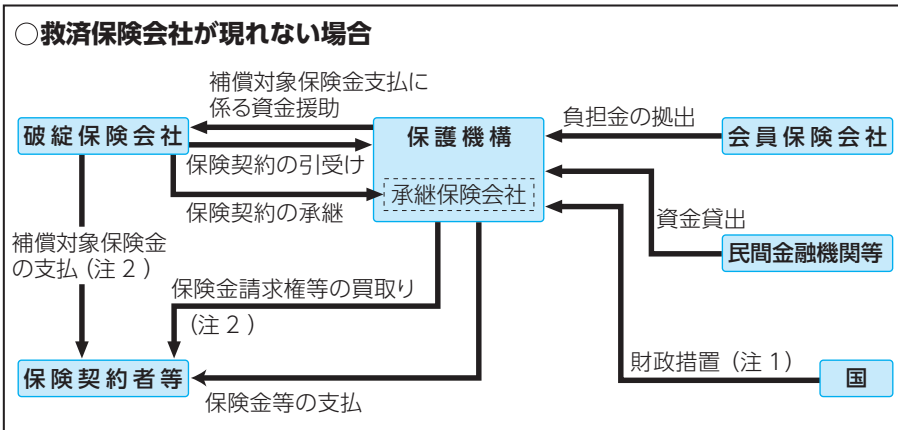 ○救済保険会社が現れない場合
補償対象保険金支払に
係る資金援助
破綻保険会社
保護機構
負担金の拠出
会員保険会社
保険契約の引受け
承継保険会社
保険契約の承継
資金貸出
補償対象保険金
の支払(注2)
民間金融機関等
保険金請求権等の買取り
(注2)
財政措置(注1)
保険契約者等
国
保険金等の支払